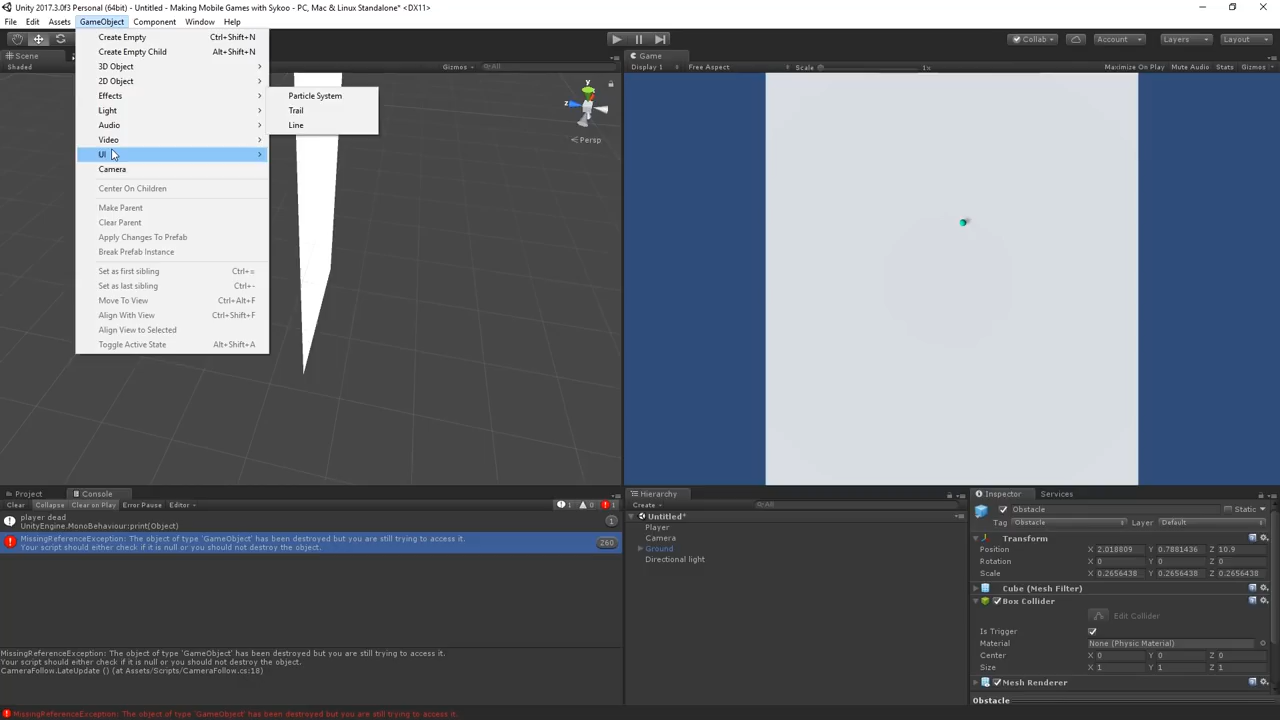 Unity 2017.3.0f3 Personal (64bit) - Untitled - Making Mobile Games with Sykoo - PC, Mac & Linux Standalone* <DX11>
File Edit Assets GameObject Component Window Help
Collab Account Layers Layout
Scene
Shaded
Gizmos All
Create Empty Ctrl+Shift+N
Create Empty Child Alt+Shift+N
3D Object
2D Object
Effects
Light
Audio
Video
UI
Camera
Center On Children
Make Parent
Clear Parent
Apply Changes To Prefab
Break Prefab Instance
Set as first sibling Ctrl+=
Set as last sibling Ctrl+-
Move To View Ctrl+Alt+F
Align With View Ctrl+Shift+F
Align View to Selected
Toggle Active State Alt+Shift+A
Particle System
Trail
Line
y
z
Persp
Game
Display 1 Free Aspect Scale 1x Maximize On Play Mute Audio Stats Gizmos
Project Console
Clear Collapse Clear on Play Error Pause Editor 1 0 1
player dead
UnityEngine.MonoBehaviour:print(Object)
1
MissingReferenceException: The object of type 'GameObject' has been destroyed but you are still trying to access it.
Your script should either check if it is null or you should not destroy the object.
260
MissingReferenceException: The object of type 'GameObject' has been destroyed but you are still trying to access it.
Your script should either check if it is null or you should not destroy the object.
CameraFollow.LateUpdate () (at Assets/Scripts/CameraFollow.cs:18)
MissingReferenceException: The object of type 'GameObject' has been destroyed but you are still trying to access it.
Hierarchy
Create All
Untitled*
Player
Camera
Ground
Directional light
Inspector Services
Obstacle Static
Tag Obstacle Layer Default
Transform
Position X 2.018809 Y 0.7881436 Z 10.9
Rotation X 0 Y 0 Z 0
Scale X 0.2656438 Y 0.2656438 Z 0.2656438
Cube (Mesh Filter)
Box Collider
Edit Collider
Is Trigger
Material None (Physic Material)
Center X 0 Y 0 Z 0
Size X 1 Y 1 Z 1
Mesh Renderer
Obstacle